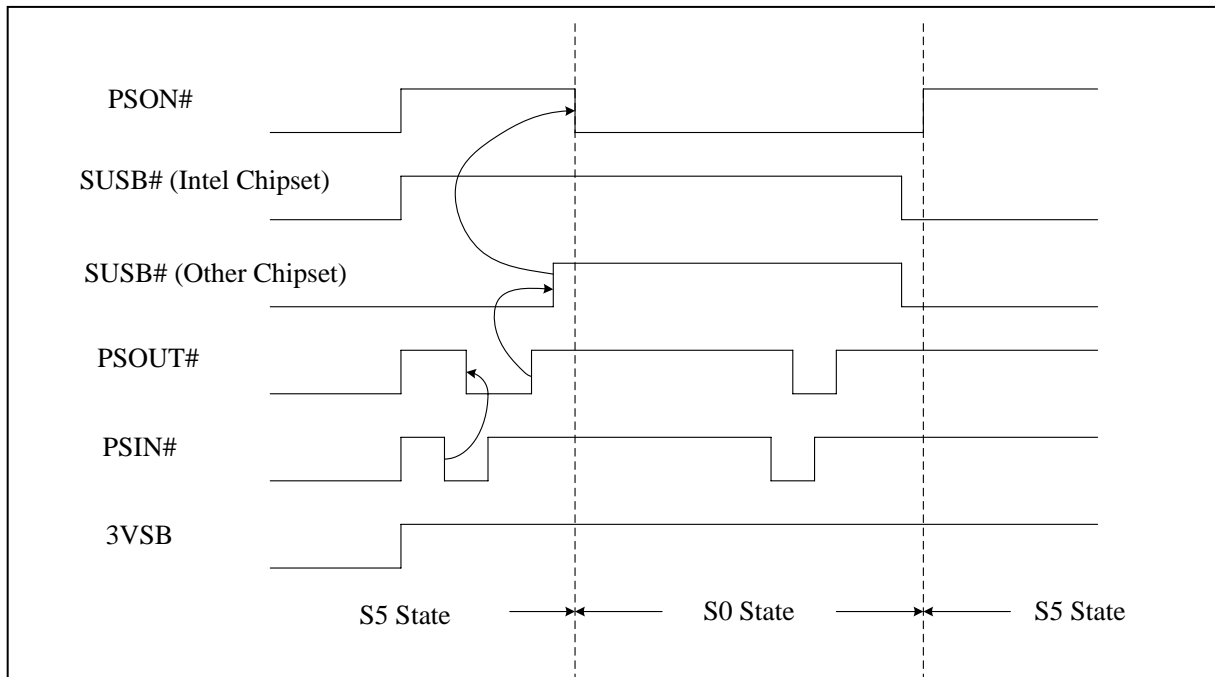 PSON#
SUSB# (Intel Chipset)
SUSB# (Other Chipset)
PSOUT#
PSIN#
3VSB
S5 State
S0 State
S5 State